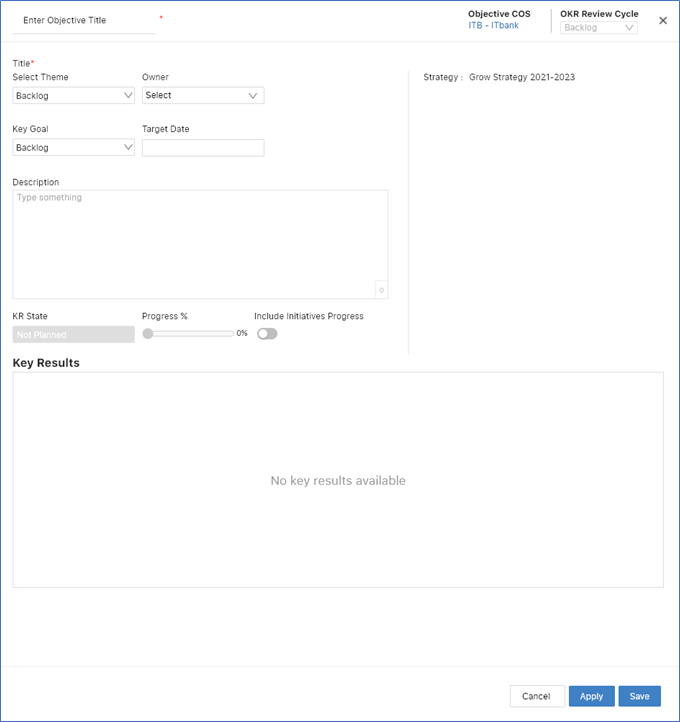 Enter Objective Title *
Objective COS
ITB - ITbank
OKR Review Cycle
Backlog
Title*
Select Theme
Owner
Backlog
Select
Strategy : Grow Strategy 2021-2023
Key Goal
Target Date
Backlog
Description
Type something
0
KR State
Progress %
Include Initiatives Progress
Not Planned
0%
Key Results
No key results available
Cancel
Apply
Save